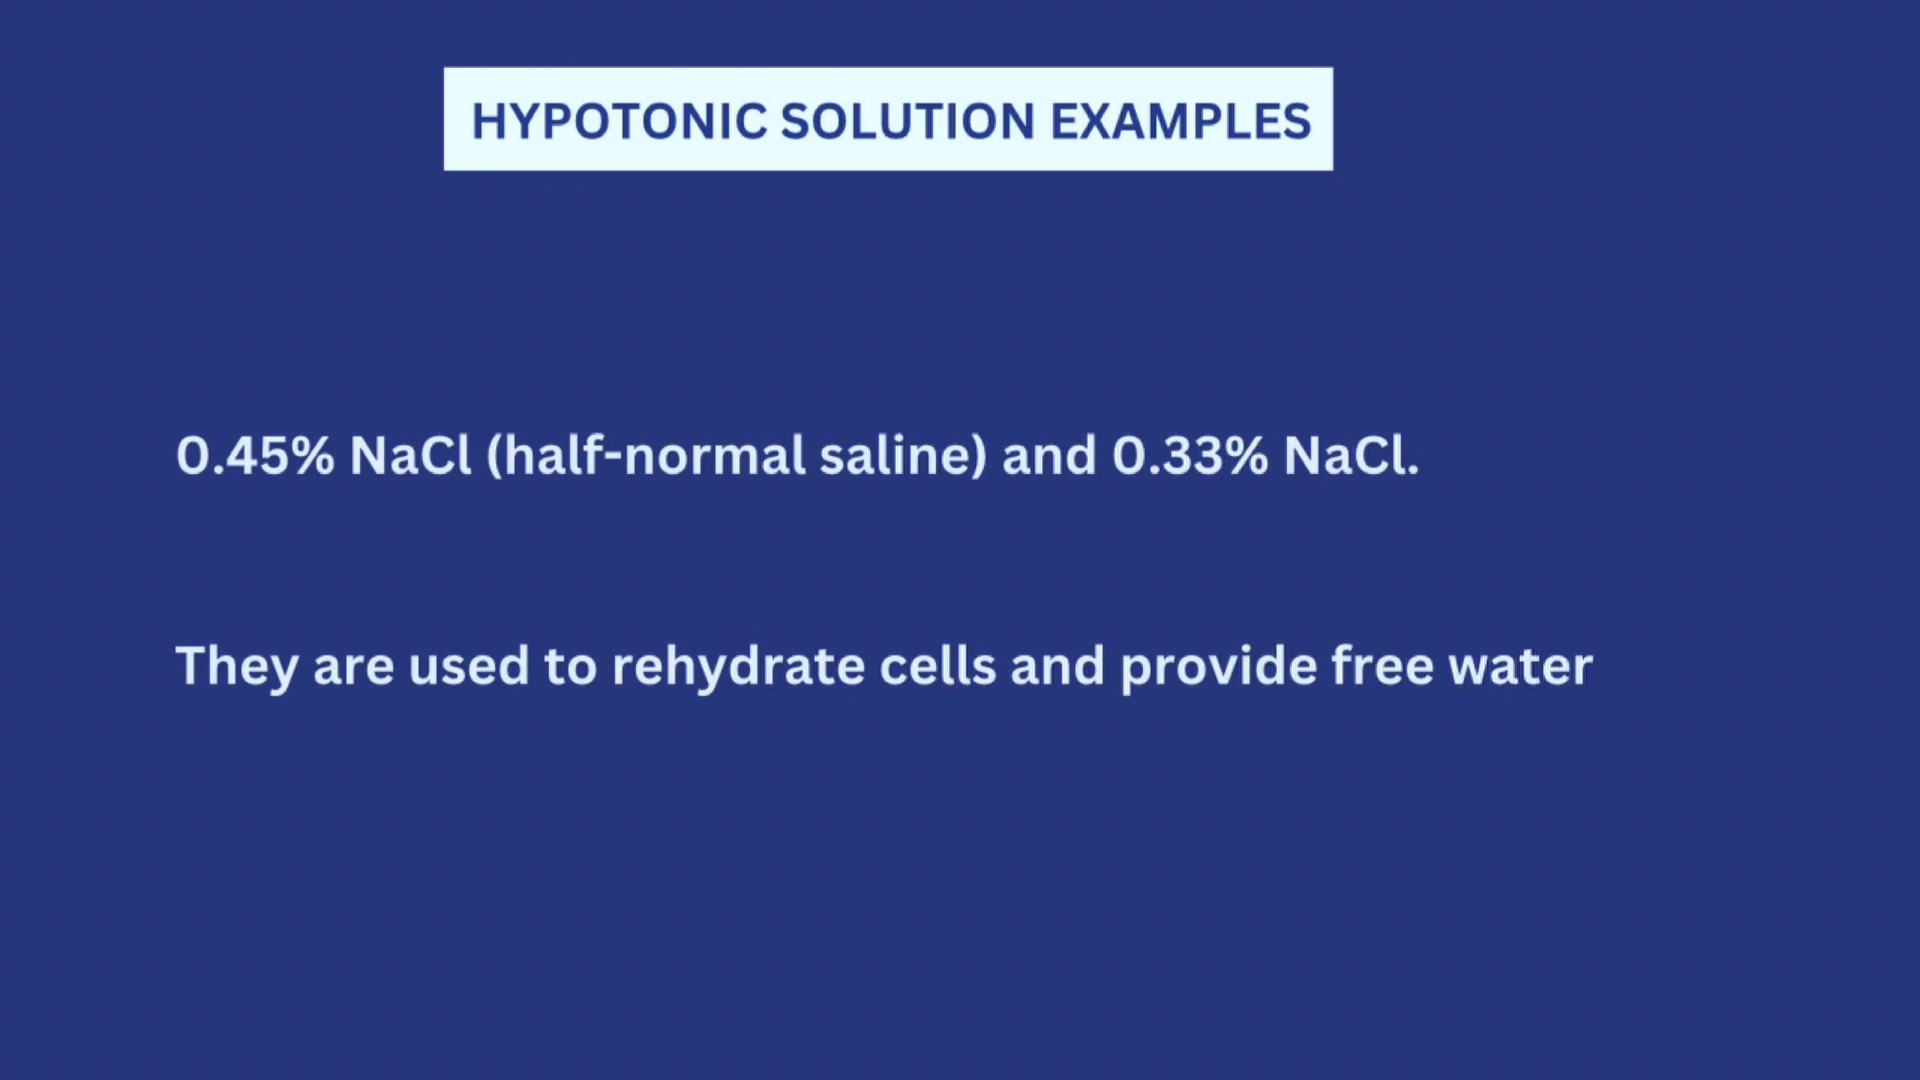 HYPOTONIC SOLUTION EXAMPLES
0.45% NaCl (half-normal saline) and 0.33% NaCl.
They are used to rehydrate cells and provide free water